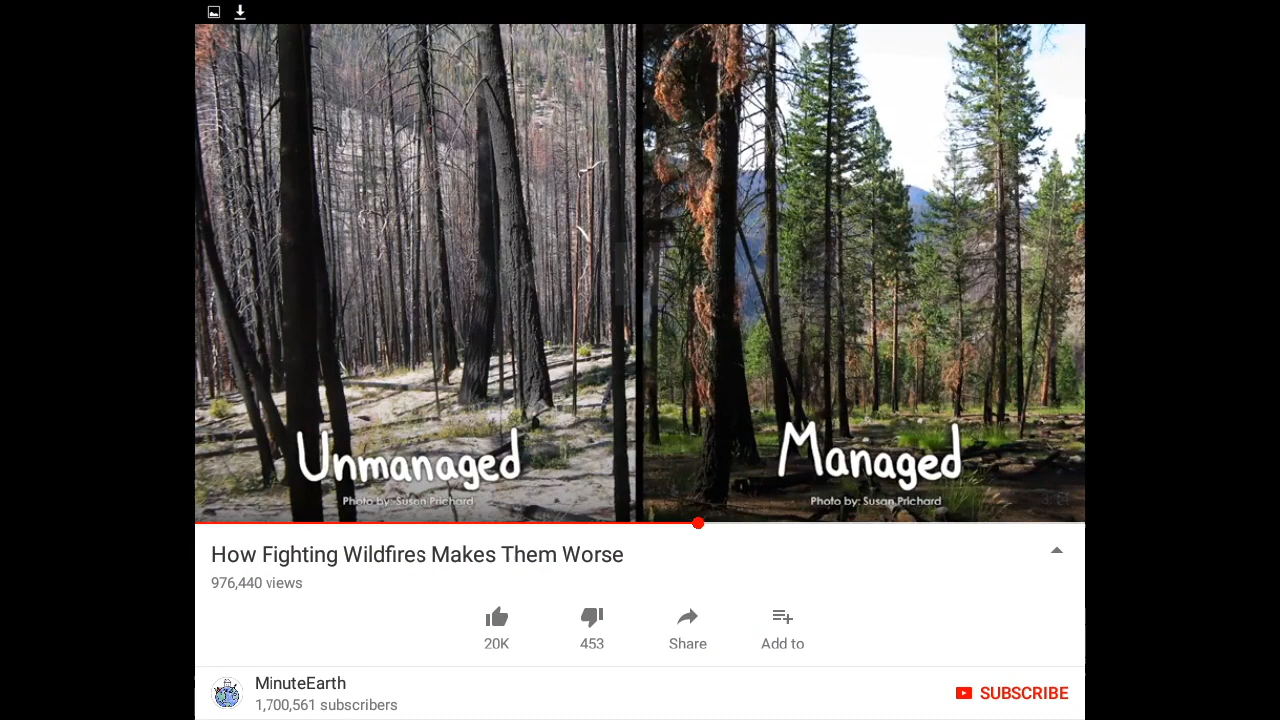 Unmanaged
Photo by: Susan Prichard
Managed
Photo by: Susan Prichard
How Fighting Wildfires Makes Them Worse
976,440 views
20K
453
Share
Add to
MinuteEarth
1,700,561 subscribers
SUBSCRIBE